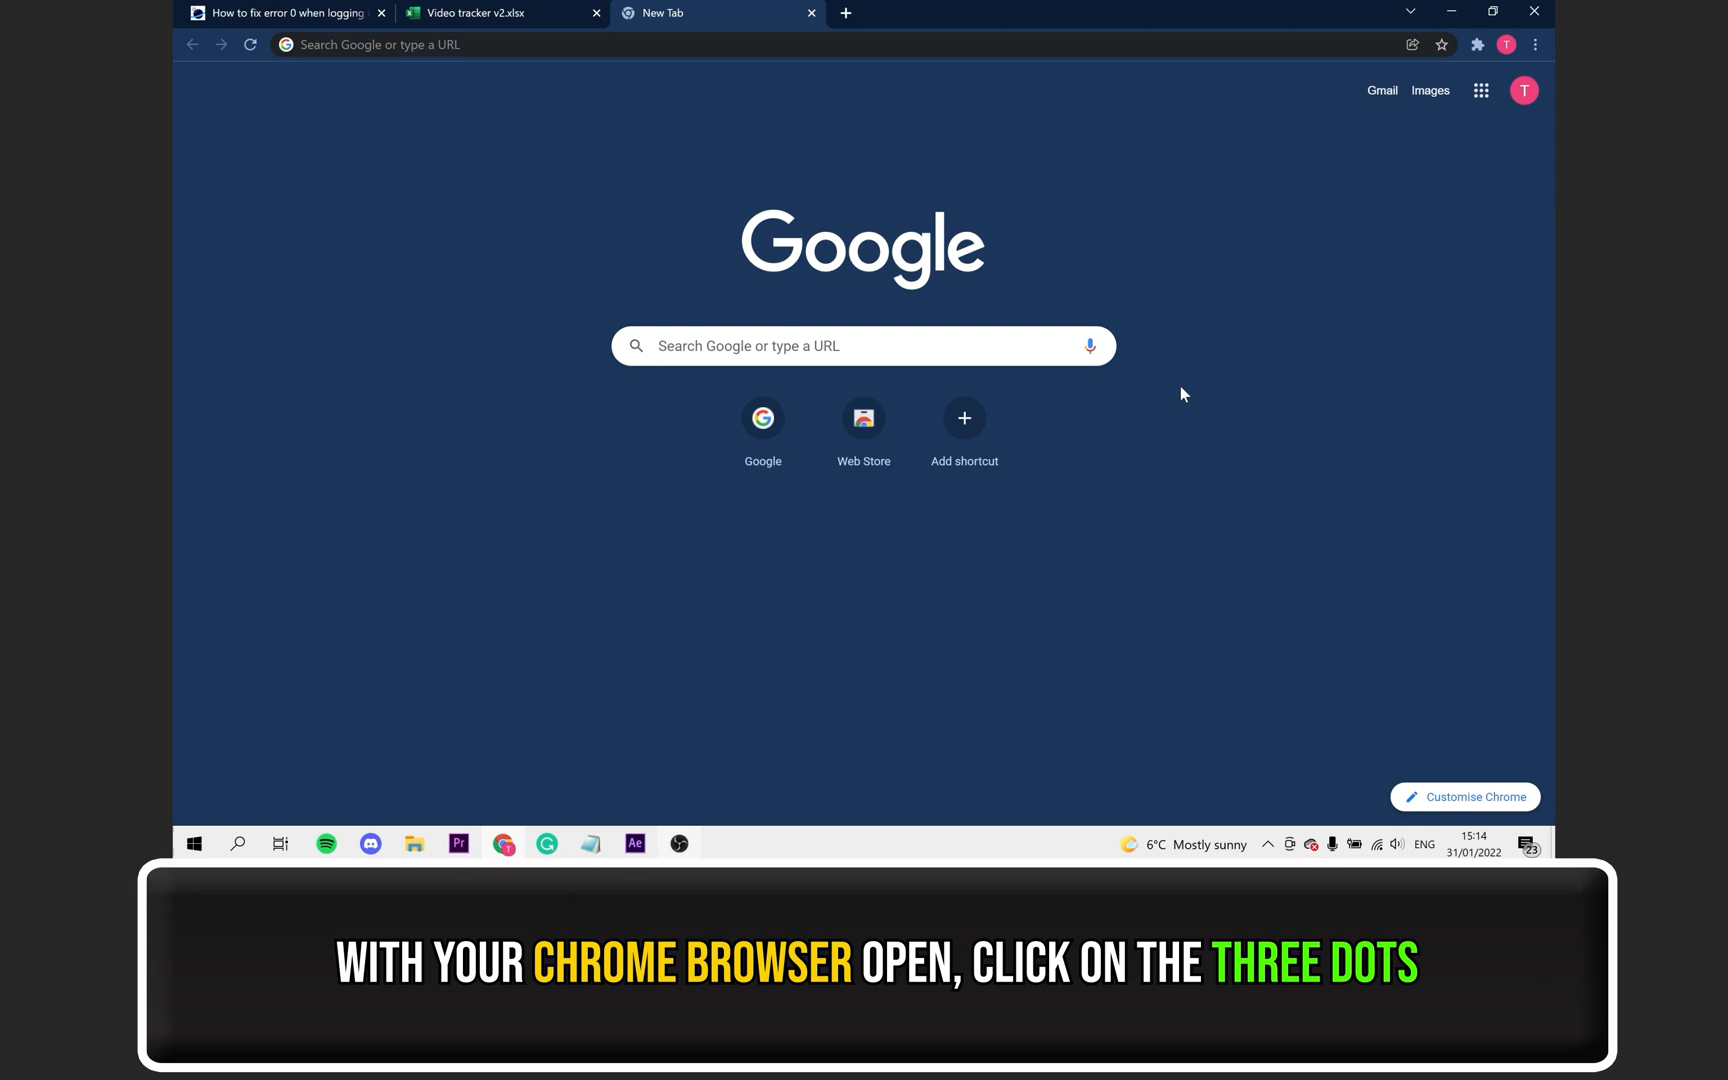 How to fix error 0 when logging
Video tracker v2.xlsx
New Tab
Search Google or type a URL
T
Gmail
Images
T
Google
Search Google or type a URL
Google
Web Store
Add shortcut
Customise Chrome
Pr
T
Ae
6°C Mostly sunny
ENG
15:14
31/01/2022
23
WITH YOUR CHROME BROWSER OPEN, CLICK ON THE THREE DOTS